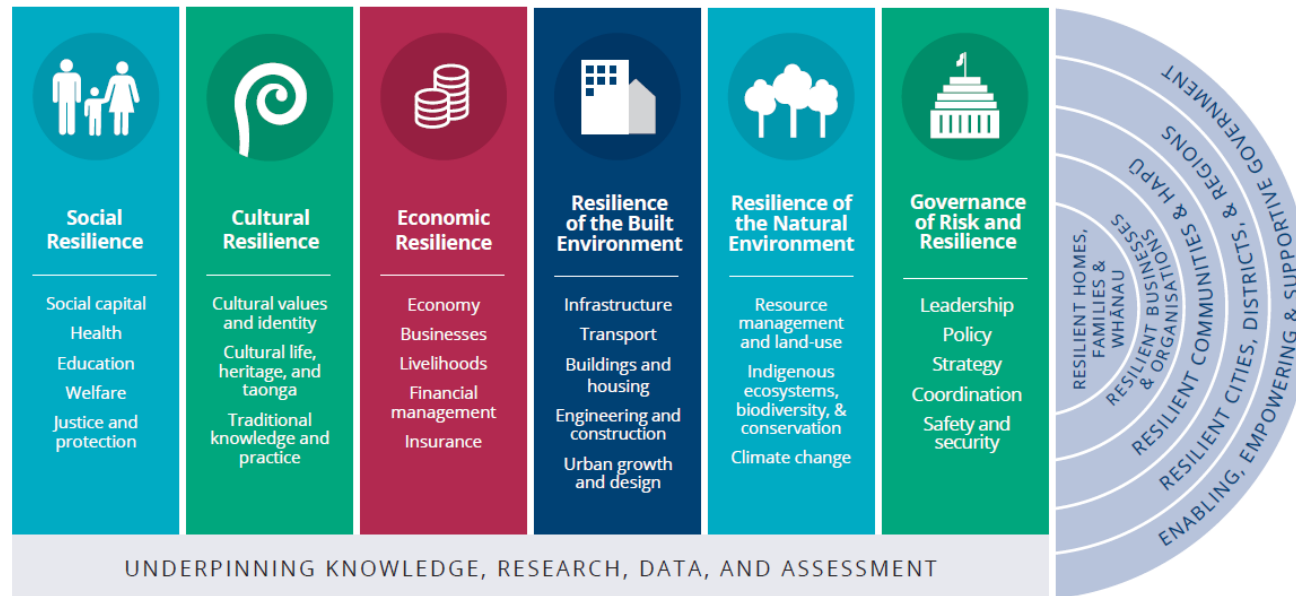 Social
Resilience
Social capital
Health
Education
Welfare
Justice and
protection
Cultural
Resilience
Cultural values
and identity
Cultural life,
heritage, and
taonga
Traditional
knowledge and
practice
Economic
Resilience
Economy
Businesses
Livelihoods
Financial
management
Insurance
Resilience
of the Built
Environment
Infrastructure
Transport
Buildings and
housing
Engineering and
construction
Urban growth
and design
Resilience of
the Natural
Environment
Resource
management
and land-use
Indigenous
ecosystems,
biodiversity, &
conservation
Climate change
Governance
of Risk and
Resilience
Leadership
Policy
Strategy
Coordination
Safety and
security
RESILIENT HOMES,
FAMILIES &
WHĀNAU
RESILIENT BUSINESSES
& ORGANISATIONS
RESILIENT COMMUNITIES & HAPŪ
RESILIENT CITIES, DISTRICTS, & REGIONS
ENABLING, EMPOWERING & SUPPORTIVE GOVERNMENT
UNDERPINNING KNOWLEDGE, RESEARCH, DATA, AND ASSESSMENT